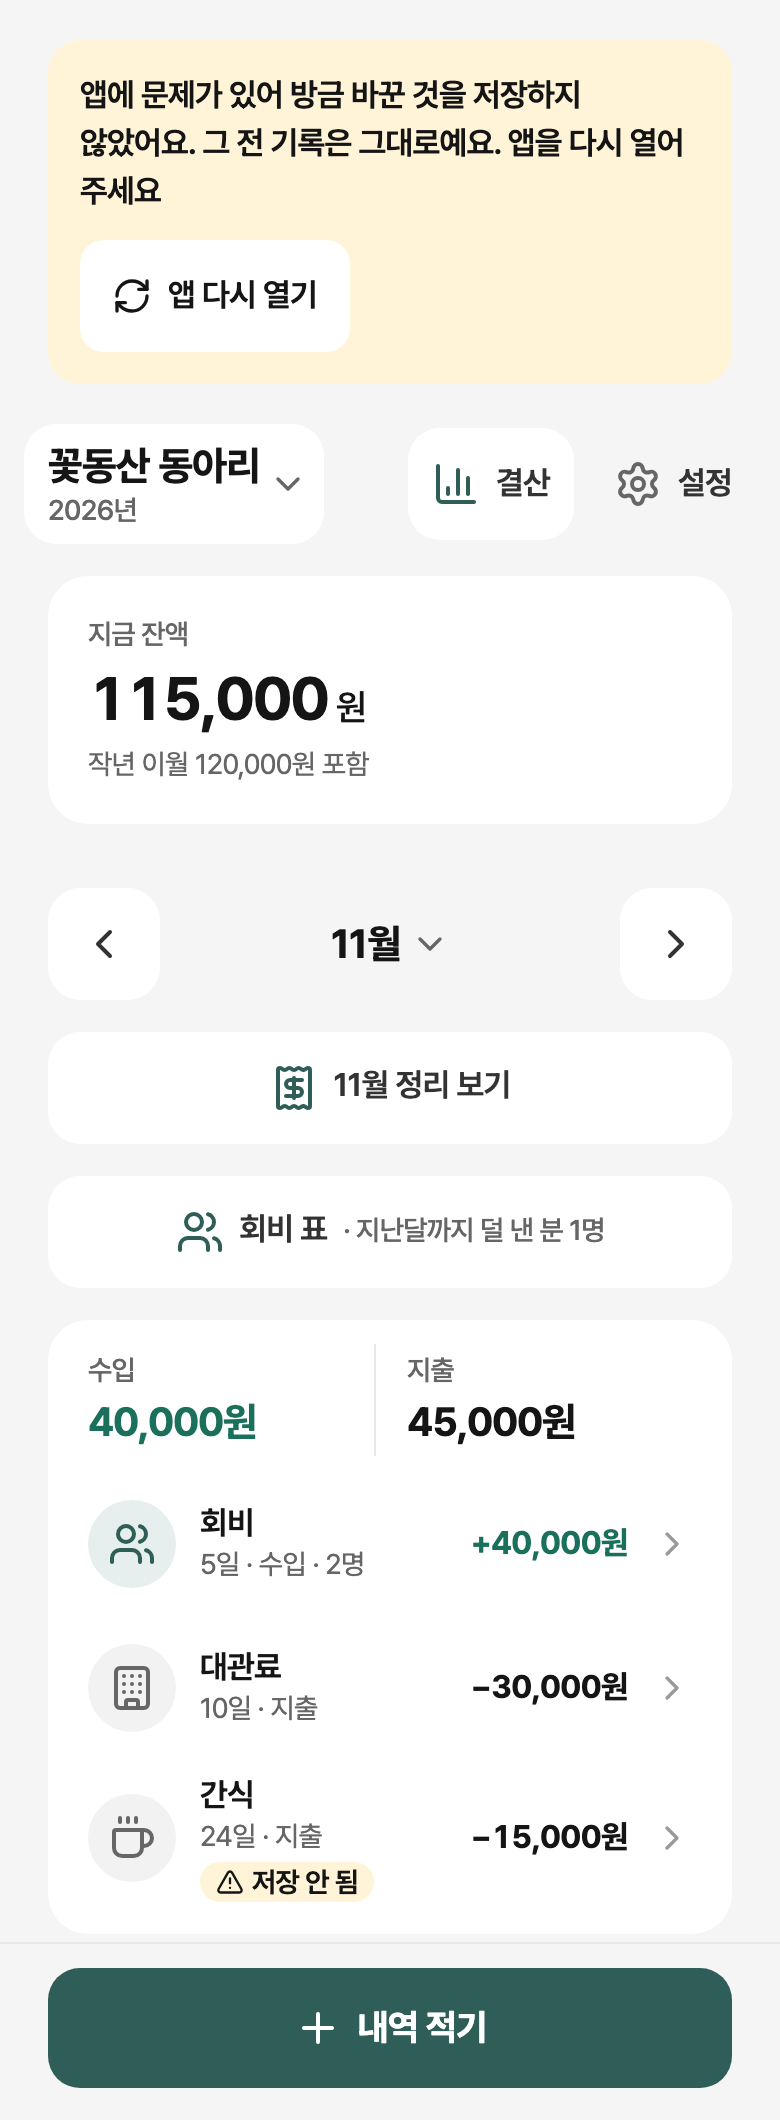 앱에 문제가 있어 방금 바꾼 것을 저장하지
않았어요. 그 전 기록은 그대로예요. 앱을 다시 열어
주세요
앱 다시 열기
꽃동산 동아리
2026년
결산
설정
지금 잔액
115,000원
작년 이월 120,000원 포함
11월
11월 정리 보기
회비 표 · 지난달까지 덜 낸 분 1명
수입
40,000원
지출
45,000원
회비
5일 · 수입 · 2명
+40,000원
대관료
10일 · 지출
−30,000원
간식
24일 · 지출
−15,000원
저장 안 됨
내역 적기